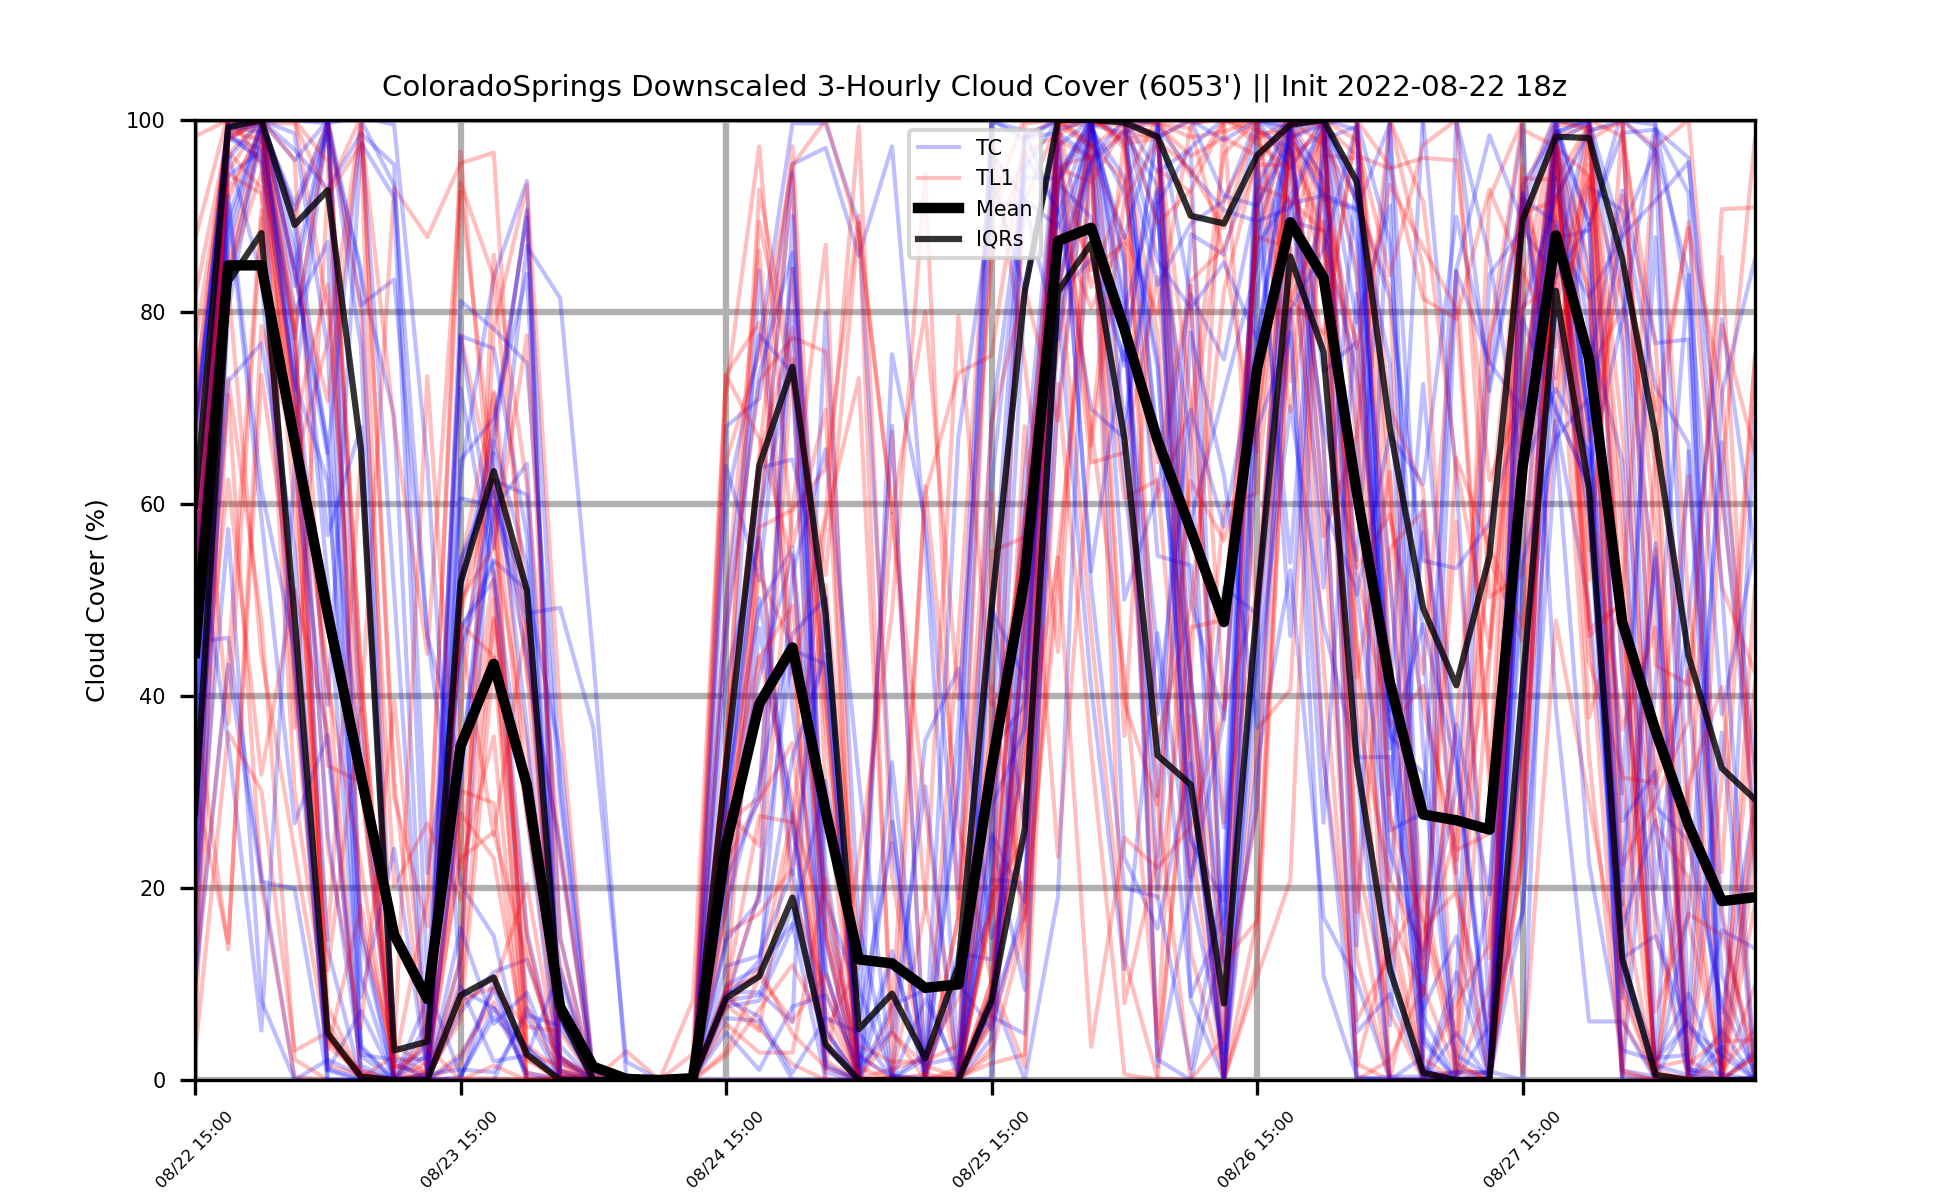 ColoradoSprings Downscaled 3-Hourly Cloud Cover (6053') || Init 2022-08-22 18z
TC
TL1
Mean
IQRs
Cloud Cover (%)
100
80
60
40
20
0
08/22 15:00
08/23 15:00
08/24 15:00
08/25 15:00
08/26 15:00
08/27 15:00